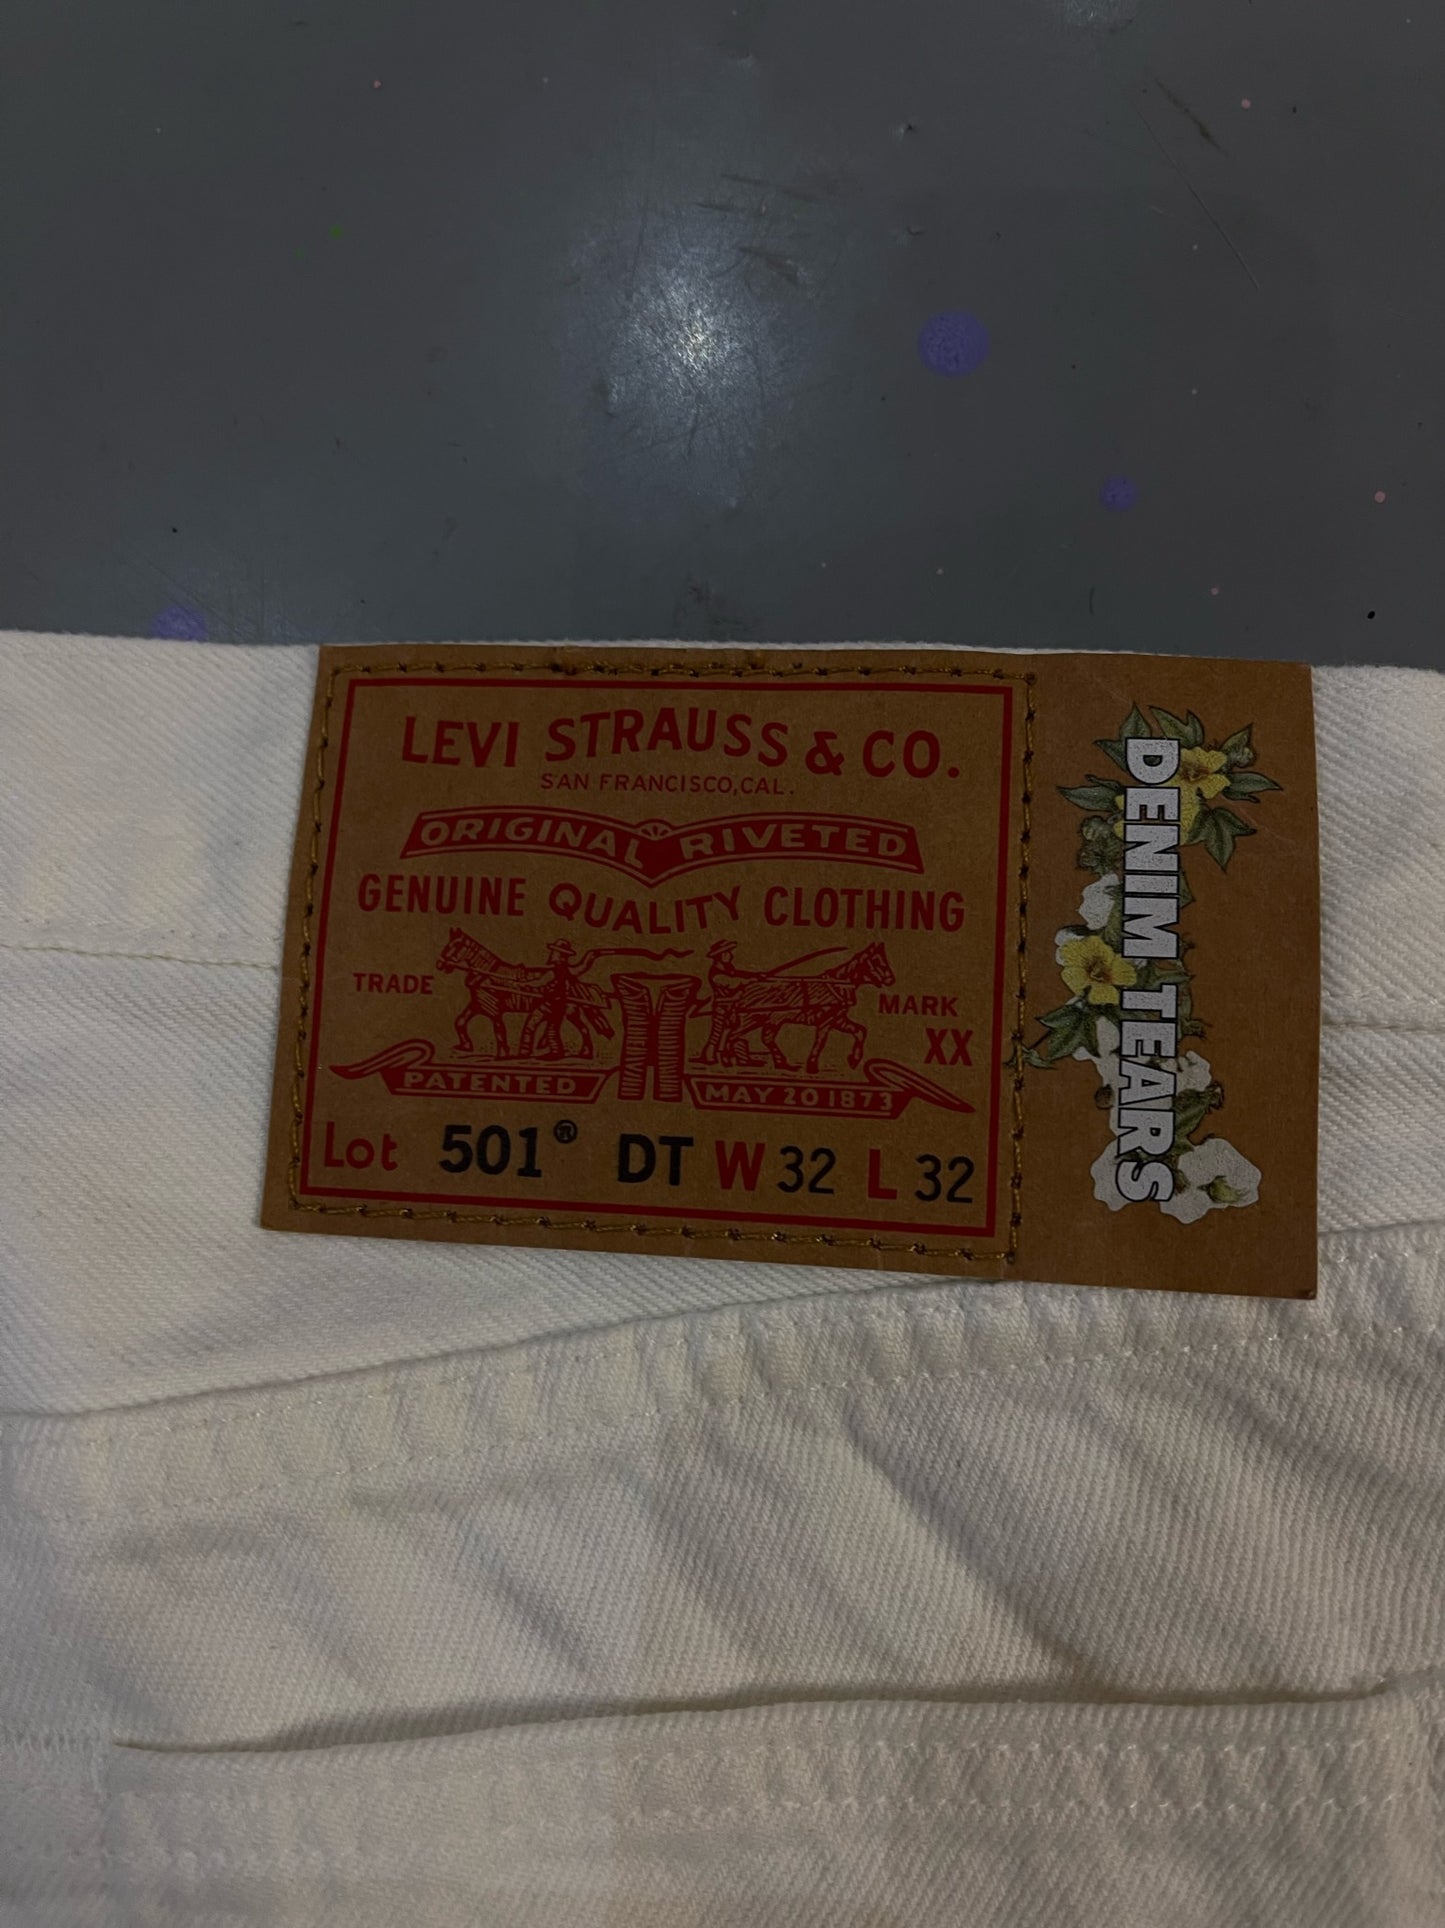 LEVI STRAUSS & CO.
SAN FRANCISCO, CAL.
ORIGINAL RIVETED
GENUINE QUALITY CLOTHING
TRADE MARK
XX
PATENTED MAY 20 1873
Lot 501® DT W 32 L 32
DENIM TEARS